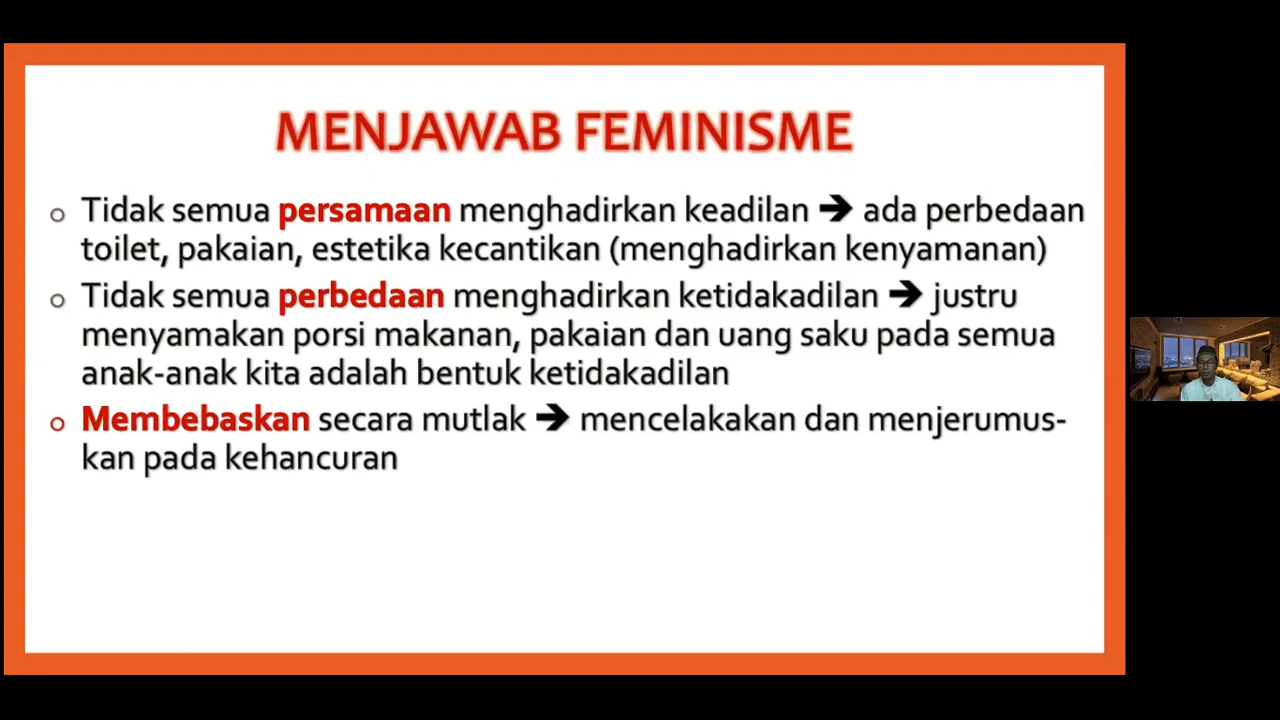 MENJAWAB FEMINISME
Tidak semua persamaan menghadirkan keadilan ➔ ada perbedaan
toilet, pakaian, estetika kecantikan (menghadirkan kenyamanan)
Tidak semua perbedaan menghadirkan ketidakadilan ➔ justru
menyamakan porsi makanan, pakaian dan uang saku pada semua
anak-anak kita adalah bentuk ketidakadilan
Membebaskan secara mutlak ➔ mencelakakan dan menjerumus-
kan pada kehancuran